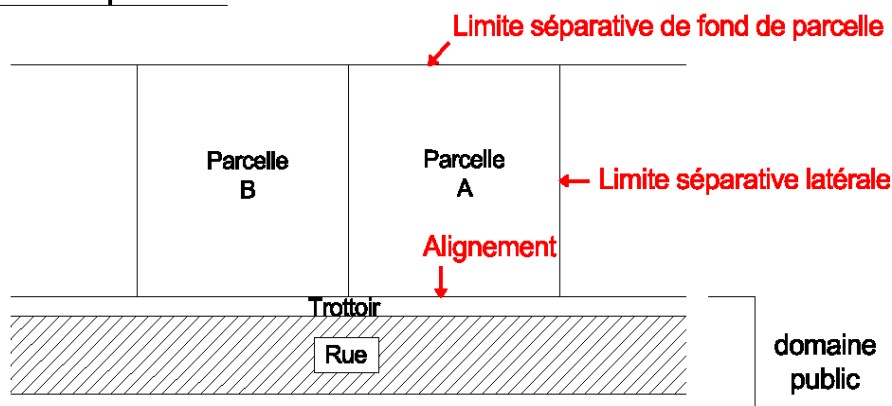 Limite séparative de fond de parcelle
Parcelle
B
Parcelle
A
Limite séparative latérale
Alignement
Trottoir
Rue
domaine
public